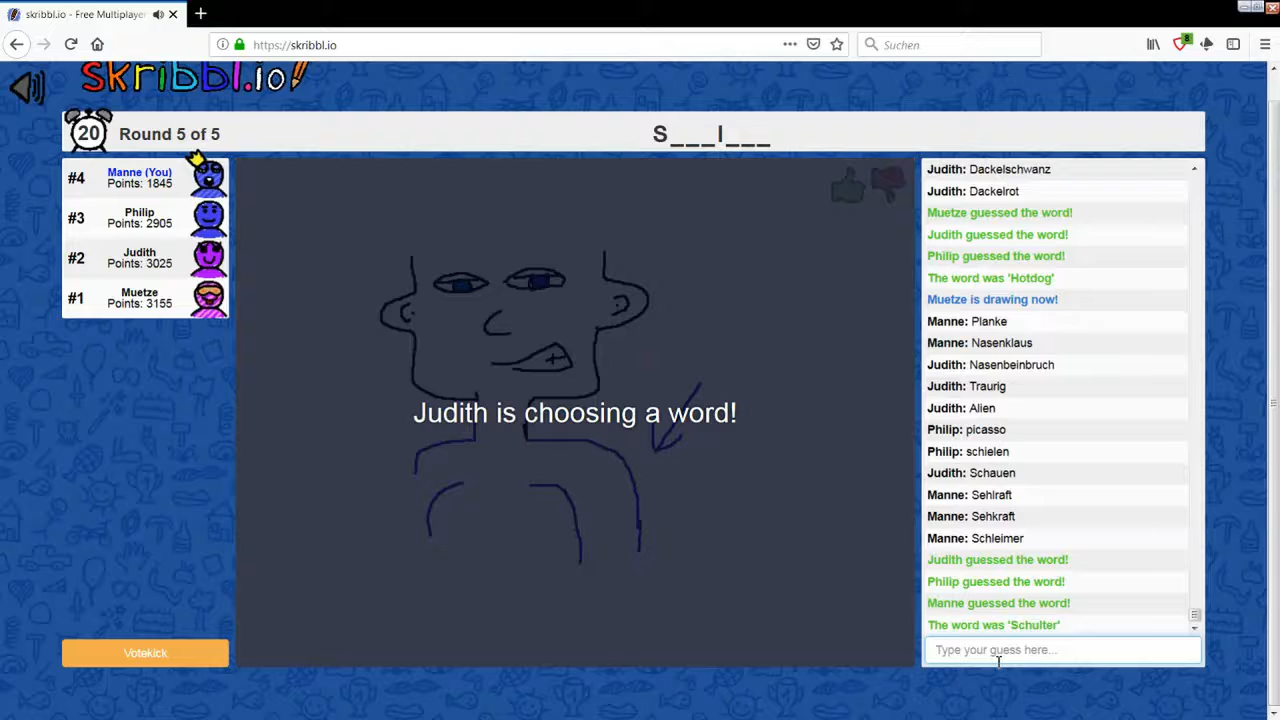 skribbl.io - Free Multiplayer
https://skribbl.io
Suchen
8
skribbl.io!
20
Round 5 of 5
S___l___
#4
Manne (You)
Points: 1845
#3
Philip
Points: 2905
#2
Judith
Points: 3025
#1
Muetze
Points: 3155
Votekick
Judith is choosing a word!
Judith: Dackelschwanz
Judith: Dackelrot
Muetze guessed the word!
Judith guessed the word!
Philip guessed the word!
The word was 'Hotdog'
Muetze is drawing now!
Manne: Planke
Manne: Nasenklaus
Judith: Nasenbeinbruch
Judith: Traurig
Judith: Alien
Philip: picasso
Philip: schielen
Judith: Schauen
Manne: Sehlraft
Manne: Sehkraft
Manne: Schleimer
Judith guessed the word!
Philip guessed the word!
Manne guessed the word!
The word was 'Schulter'
Type your guess here...